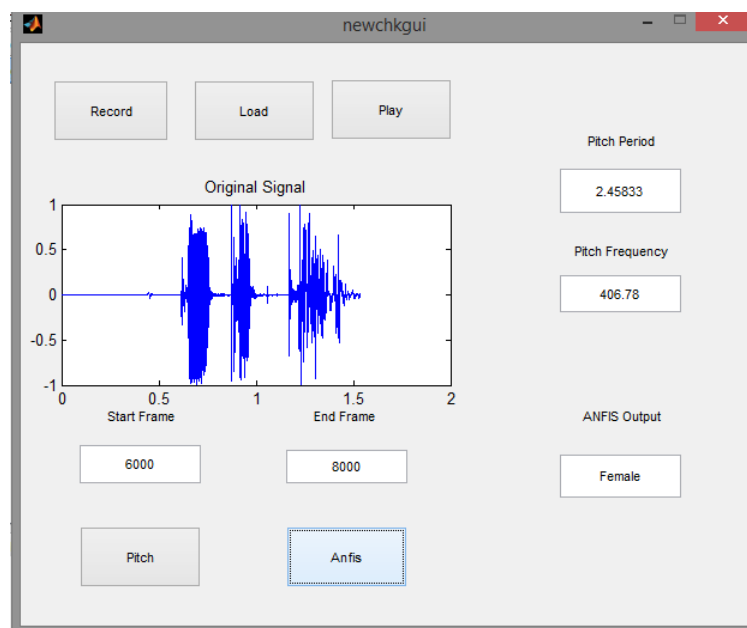 newchkgui
Record Load Play
Pitch Period
2.45833
Original Signal
1
0.5
0
-0.5
-1
0 0.5 1 1.5 2
Start Frame End Frame
Pitch Frequency
406.78
ANFIS Output
6000 8000
Female
Pitch Anfis